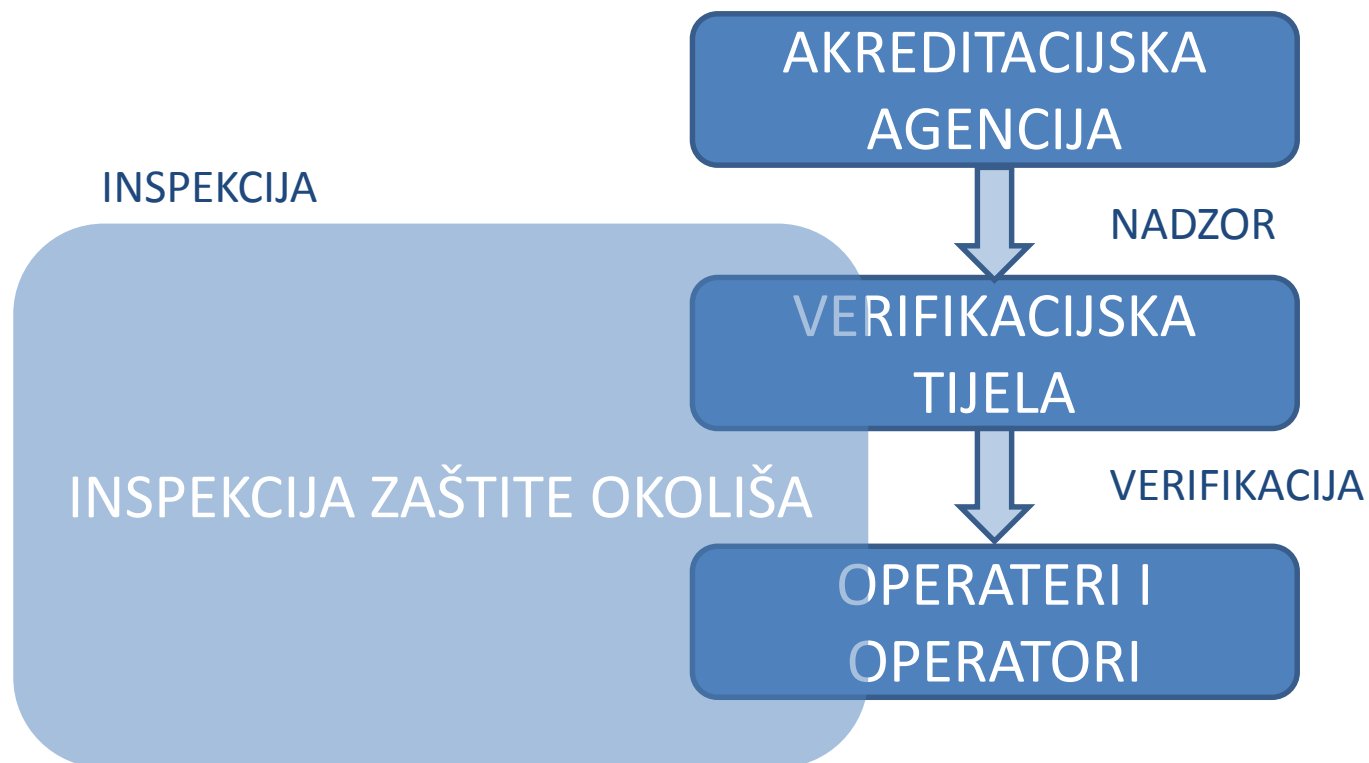 AKREDITACIJSKA
AGENCIJA
INSPEKCIJA
NADZOR
VERIFIKACIJSKA
TIJELA
INSPEKCIJA ZAŠTITE OKOLIŠA
VERIFIKACIJA
OPERATERI I
OPERATORI